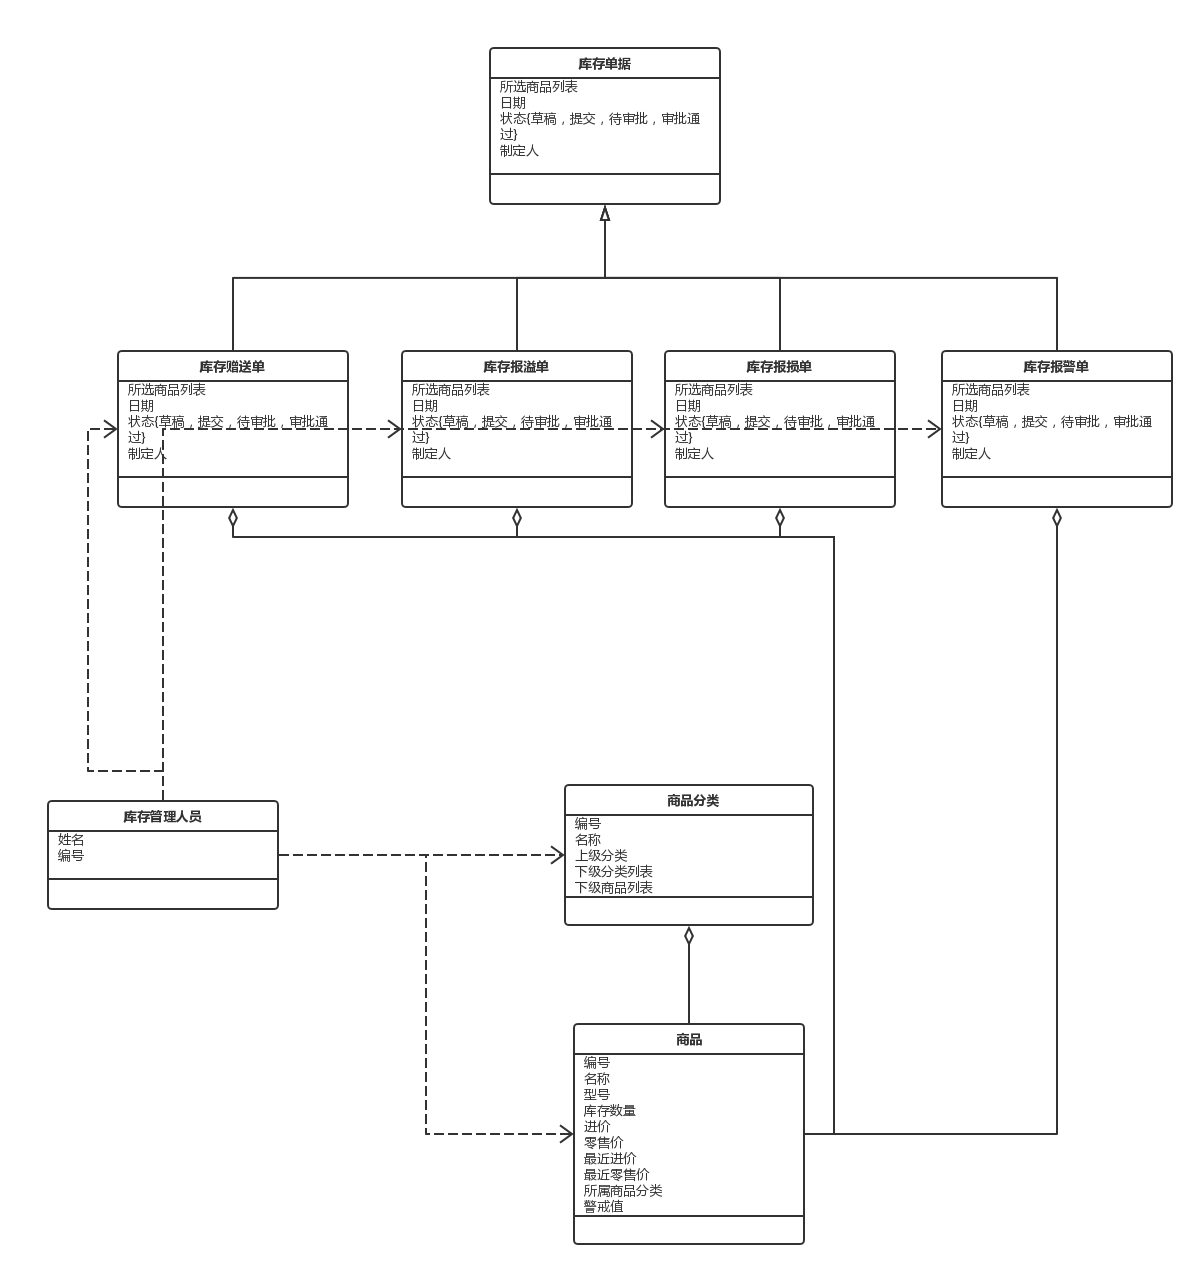 库存单据
所选商品列表
日期
状态{草稿，提交，待审批，审批通
过}
制定人
库存赠送单
所选商品列表
日期
状态{草稿，提交，待审批，审批通
过}
制定人
库存报溢单
所选商品列表
日期
状态{草稿，提交，待审批，审批通
过}
制定人
库存报损单
所选商品列表
日期
状态{草稿，提交，待审批，审批通
过}
制定人
库存报警单
所选商品列表
日期
状态{草稿，提交，待审批，审批通
过}
制定人
库存管理人员
姓名
编号
商品分类
编号
名称
上级分类
下级分类列表
下级商品列表
商品
编号
名称
型号
库存数量
进价
零售价
最近进价
最近零售价
所属商品分类
警戒值